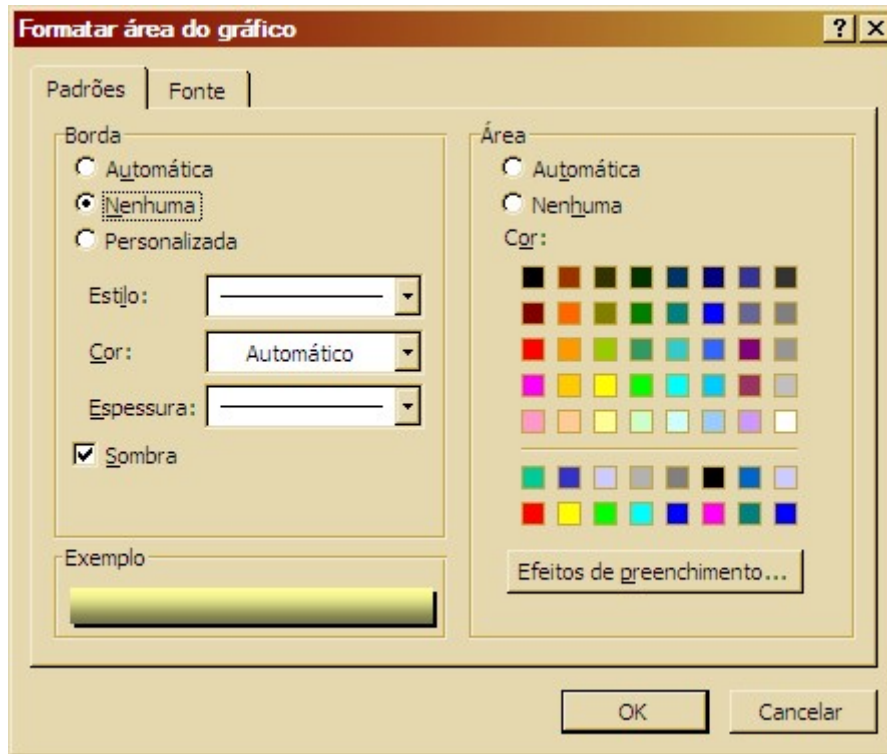 Formatar área do gráfico
Padrões
Fonte
Borda
Automática
Nenhuma
Personalizada
Estilo:
Cor:
Automático
Espessura:
Sombra
Exemplo
Área
Automática
Nenhuma
Cor:
Efeitos de preenchimento...
OK
Cancelar